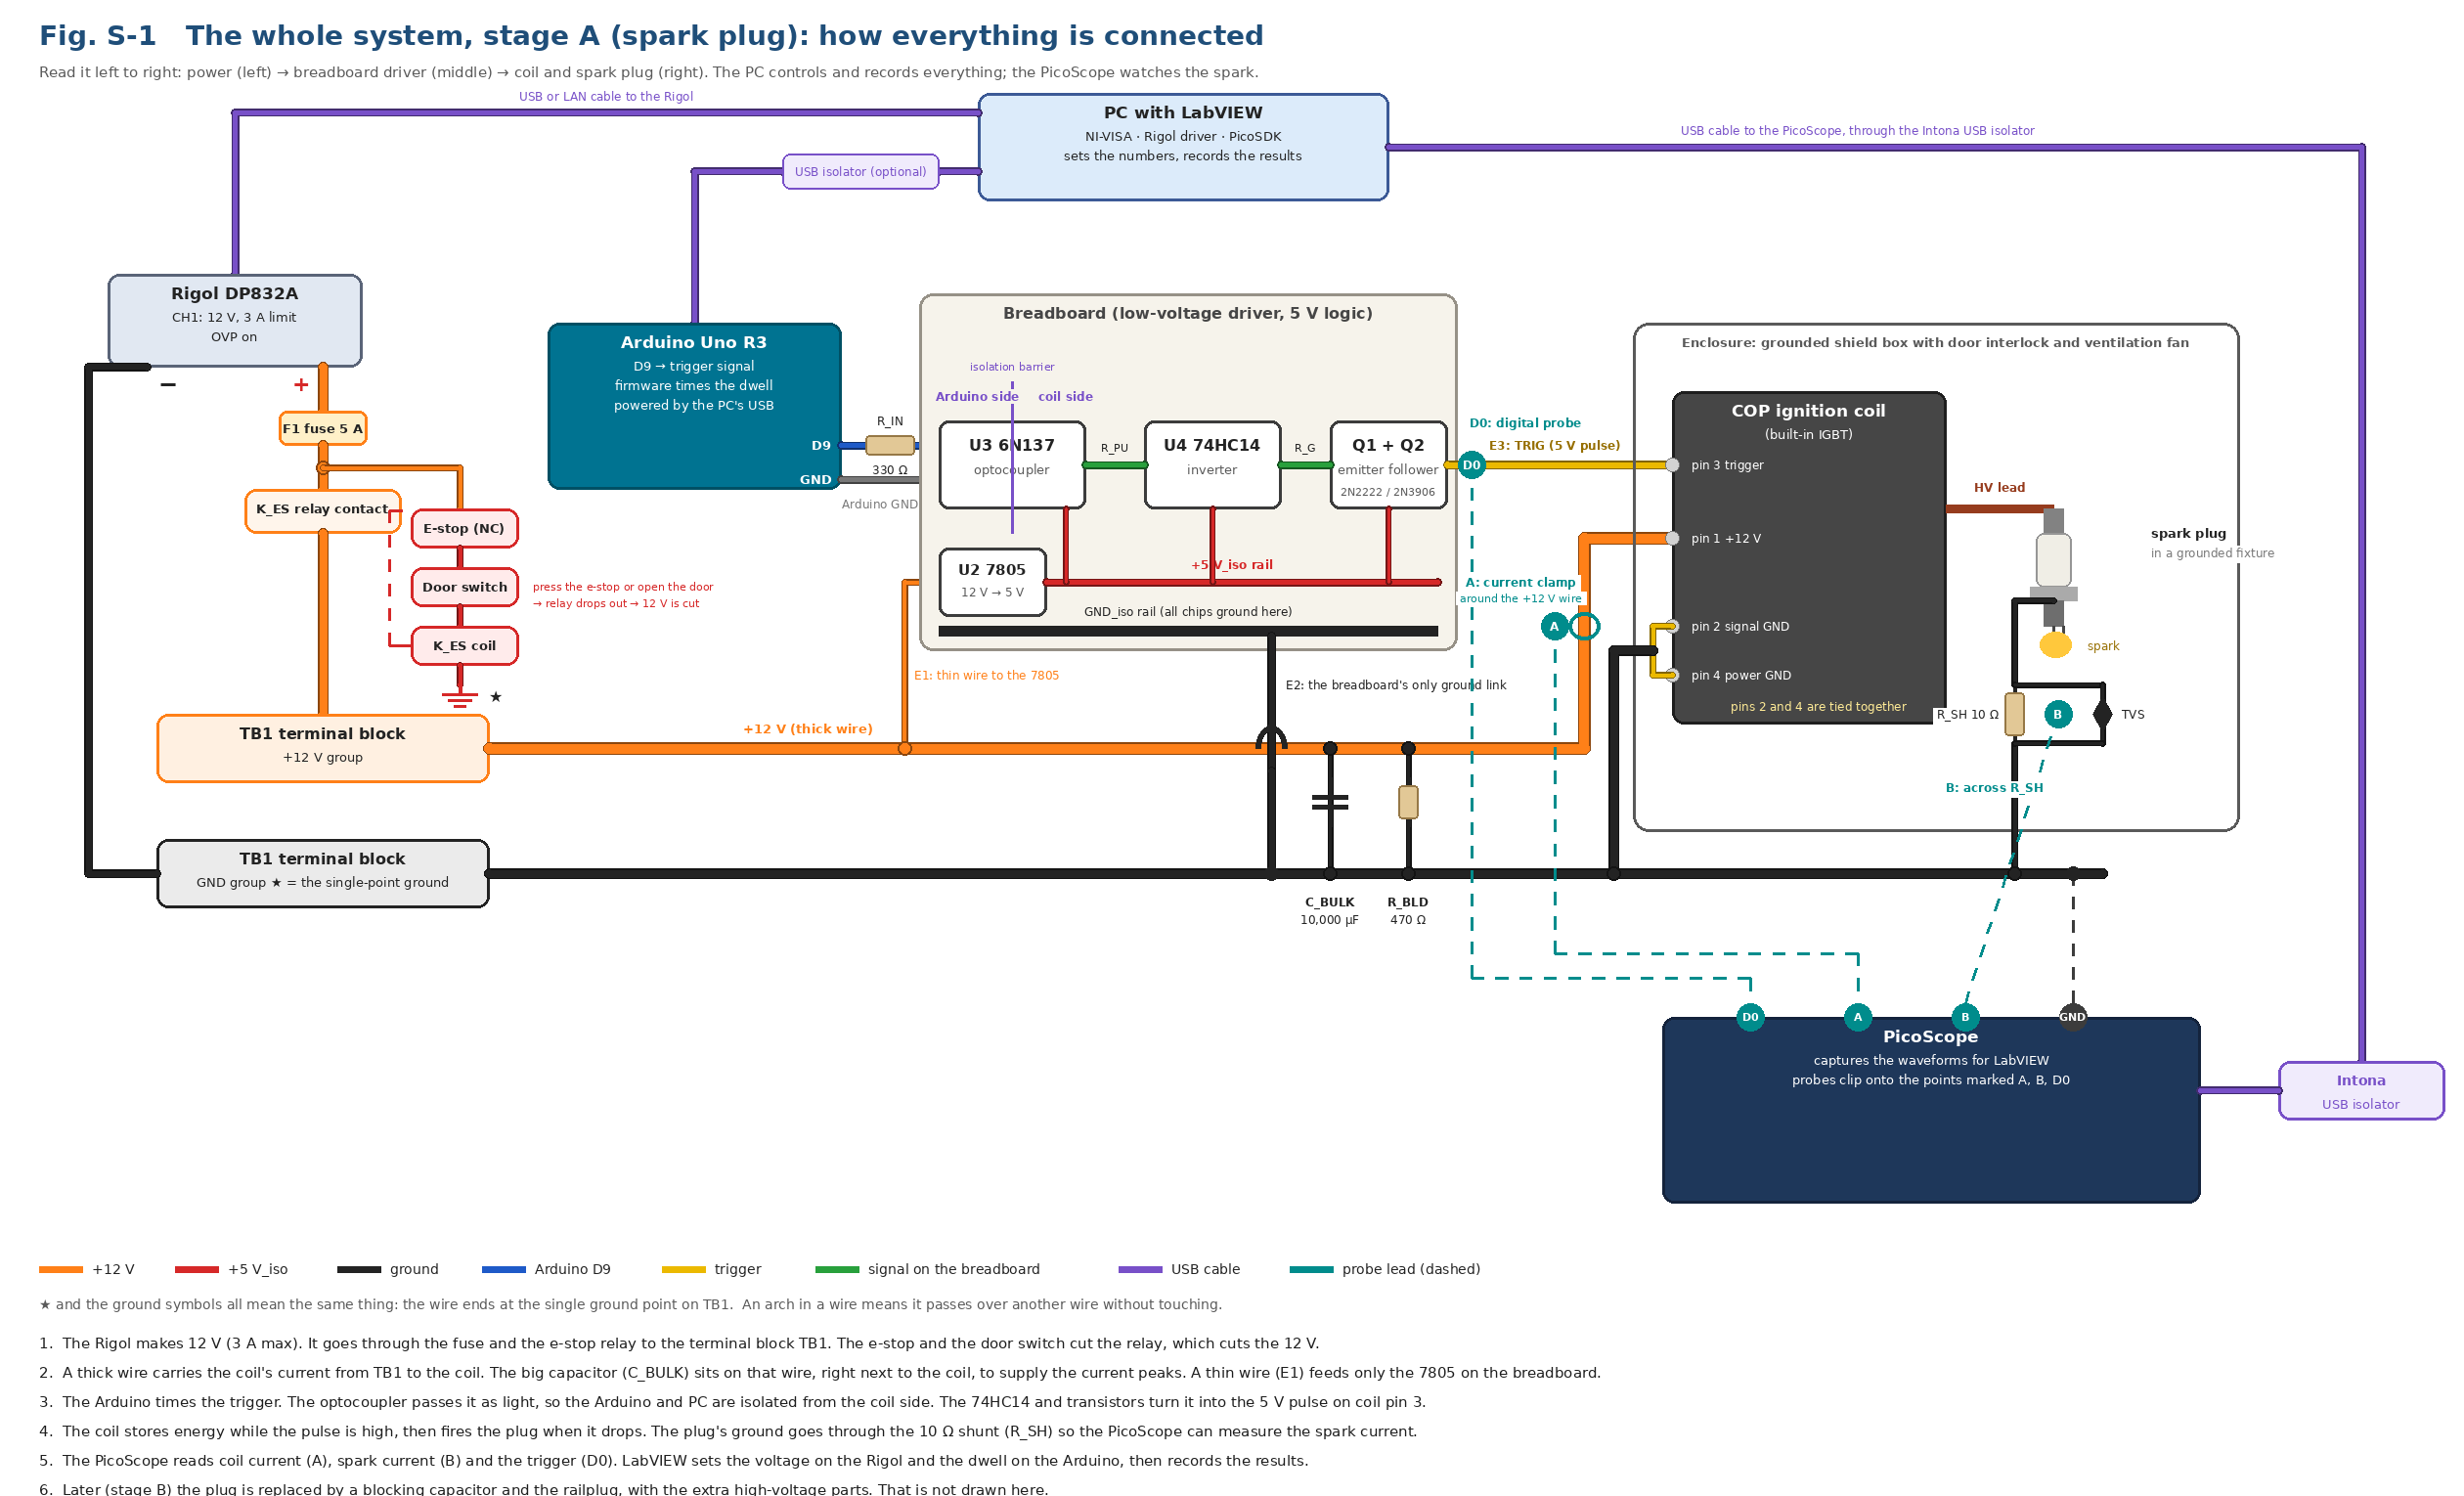 Fig. S-1   The whole system, stage A (spark plug): how everything is connected
Read it left to right: power (left) → breadboard driver (middle) → coil and spark plug (right). The PC controls and records everything; the PicoScope watches the spark.
USB or LAN cable to the Rigol
PC with LabVIEW
NI-VISA · Rigol driver · PicoSDK
sets the numbers, records the results
USB cable to the PicoScope, through the Intona USB isolator
USB isolator (optional)
Rigol DP832A
CH1: 12 V, 3 A limit
OVP on
−
+
F1 fuse 5 A
K_ES relay contact
E-stop (NC)
Door switch
K_ES coil
★
press the e-stop or open the door
→ relay drops out → 12 V is cut
Arduino Uno R3
D9 → trigger signal
firmware times the dwell
powered by the PC's USB
D9
GND
R_IN
330 Ω
Arduino GND
Breadboard (low-voltage driver, 5 V logic)
isolation barrier
Arduino side
coil side
U3 6N137
optocoupler
R_PU
U4 74HC14
inverter
R_G
Q1 + Q2
emitter follower
2N2222 / 2N3906
U2 7805
12 V → 5 V
+5 V_iso rail
GND_iso rail (all chips ground here)
D0: digital probe
E3: TRIG (5 V pulse)
D0
A: current clamp
around the +12 V wire
A
Enclosure: grounded shield box with door interlock and ventilation fan
COP ignition coil
(built-in IGBT)
pin 3 trigger
pin 1 +12 V
pin 2 signal GND
pin 4 power GND
pins 2 and 4 are tied together
HV lead
spark plug
in a grounded fixture
spark
R_SH 10 Ω
B
TVS
B: across R_SH
E1: thin wire to the 7805
E2: the breadboard's only ground link
+12 V (thick wire)
TB1 terminal block
+12 V group
TB1 terminal block
GND group ★ = the single-point ground
C_BULK
10,000 µF
R_BLD
470 Ω
D0
A
B
GND
PicoScope
captures the waveforms for LabVIEW
probes clip onto the points marked A, B, D0
Intona
USB isolator
+12 V
+5 V_iso
ground
Arduino D9
trigger
signal on the breadboard
USB cable
probe lead (dashed)
★ and the ground symbols all mean the same thing: the wire ends at the single ground point on TB1.  An arch in a wire means it passes over another wire without touching.
1.  The Rigol makes 12 V (3 A max). It goes through the fuse and the e-stop relay to the terminal block TB1. The e-stop and the door switch cut the relay, which cuts the 12 V.
2.  A thick wire carries the coil's current from TB1 to the coil. The big capacitor (C_BULK) sits on that wire, right next to the coil, to supply the current peaks. A thin wire (E1) feeds only the 7805 on the breadboard.
3.  The Arduino times the trigger. The optocoupler passes it as light, so the Arduino and PC are isolated from the coil side. The 74HC14 and transistors turn it into the 5 V pulse on coil pin 3.
4.  The coil stores energy while the pulse is high, then fires the plug when it drops. The plug's ground goes through the 10 Ω shunt (R_SH) so the PicoScope can measure the spark current.
5.  The PicoScope reads coil current (A), spark current (B) and the trigger (D0). LabVIEW sets the voltage on the Rigol and the dwell on the Arduino, then records the results.
6.  Later (stage B) the plug is replaced by a blocking capacitor and the railplug, with the extra high-voltage parts. That is not drawn here.